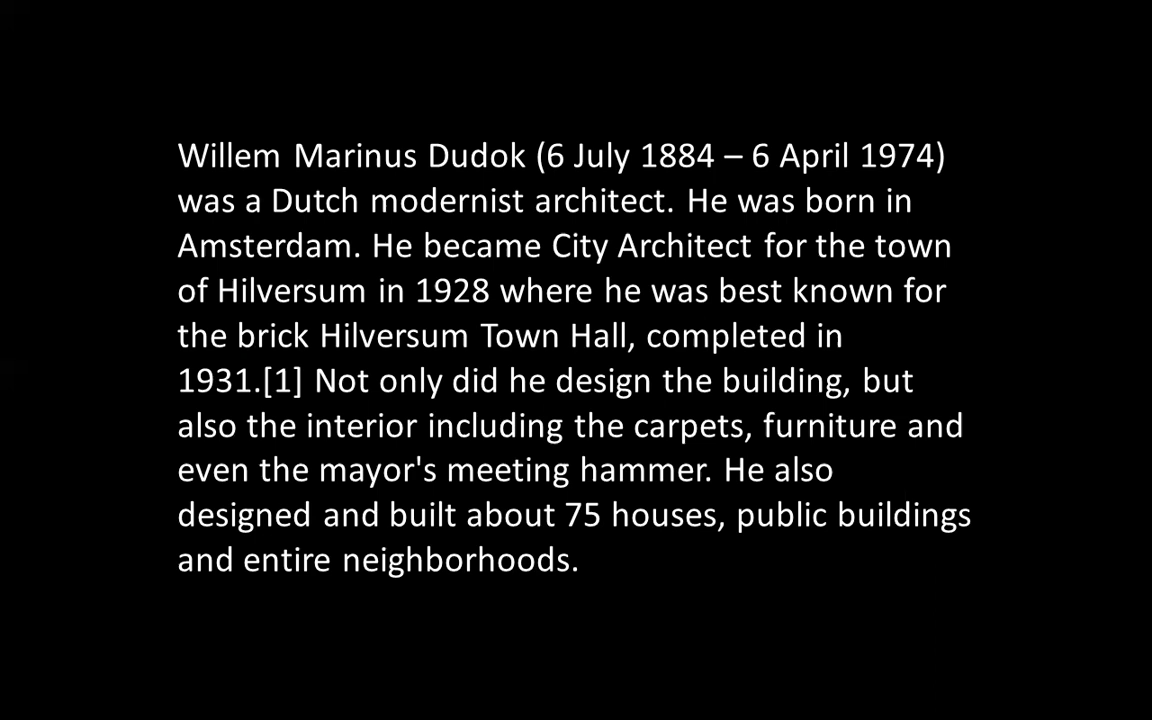 Willem Marinus Dudok (6 July 1884 – 6 April 1974)
was a Dutch modernist architect. He was born in
Amsterdam. He became City Architect for the town
of Hilversum in 1928 where he was best known for
the brick Hilversum Town Hall, completed in
1931.[1] Not only did he design the building, but
also the interior including the carpets, furniture and
even the mayor's meeting hammer. He also
designed and built about 75 houses, public buildings
and entire neighborhoods.